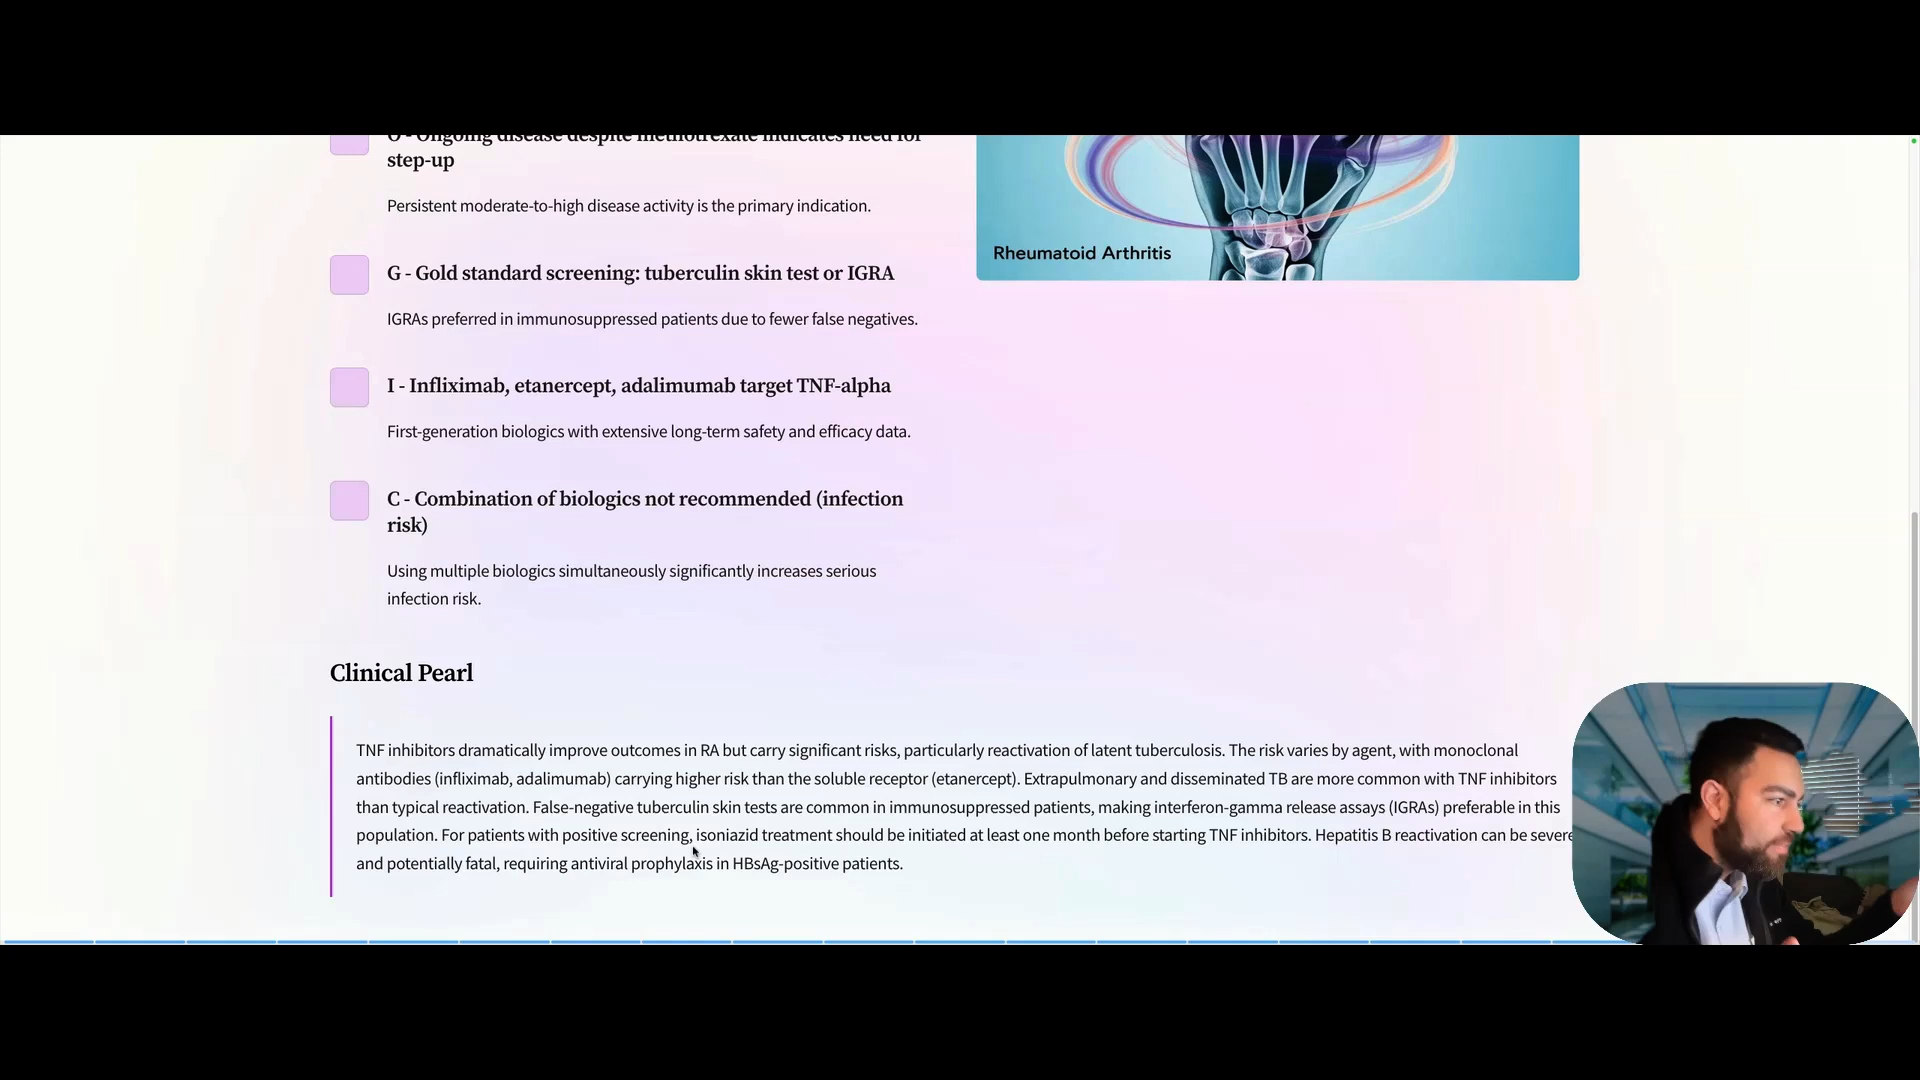 O - Ongoing disease despite methotrexate indicates need for
step-up
Persistent moderate-to-high disease activity is the primary indication.
G - Gold standard screening: tuberculin skin test or IGRA
IGRAs preferred in immunosuppressed patients due to fewer false negatives.
I - Infliximab, etanercept, adalimumab target TNF-alpha
First-generation biologics with extensive long-term safety and efficacy data.
C - Combination of biologics not recommended (infection
risk)
Using multiple biologics simultaneously significantly increases serious
infection risk.
Rheumatoid Arthritis
Clinical Pearl
TNF inhibitors dramatically improve outcomes in RA but carry significant risks, particularly reactivation of latent tuberculosis. The risk varies by agent, with monoclonal
antibodies (infliximab, adalimumab) carrying higher risk than the soluble receptor (etanercept). Extrapulmonary and disseminated TB are more common with TNF inhibitors
than typical reactivation. False-negative tuberculin skin tests are common in immunosuppressed patients, making interferon-gamma release assays (IGRAs) preferable in this
population. For patients with positive screening, isoniazid treatment should be initiated at least one month before starting TNF inhibitors. Hepatitis B reactivation can be severe
and potentially fatal, requiring antiviral prophylaxis in HBsAg-positive patients.